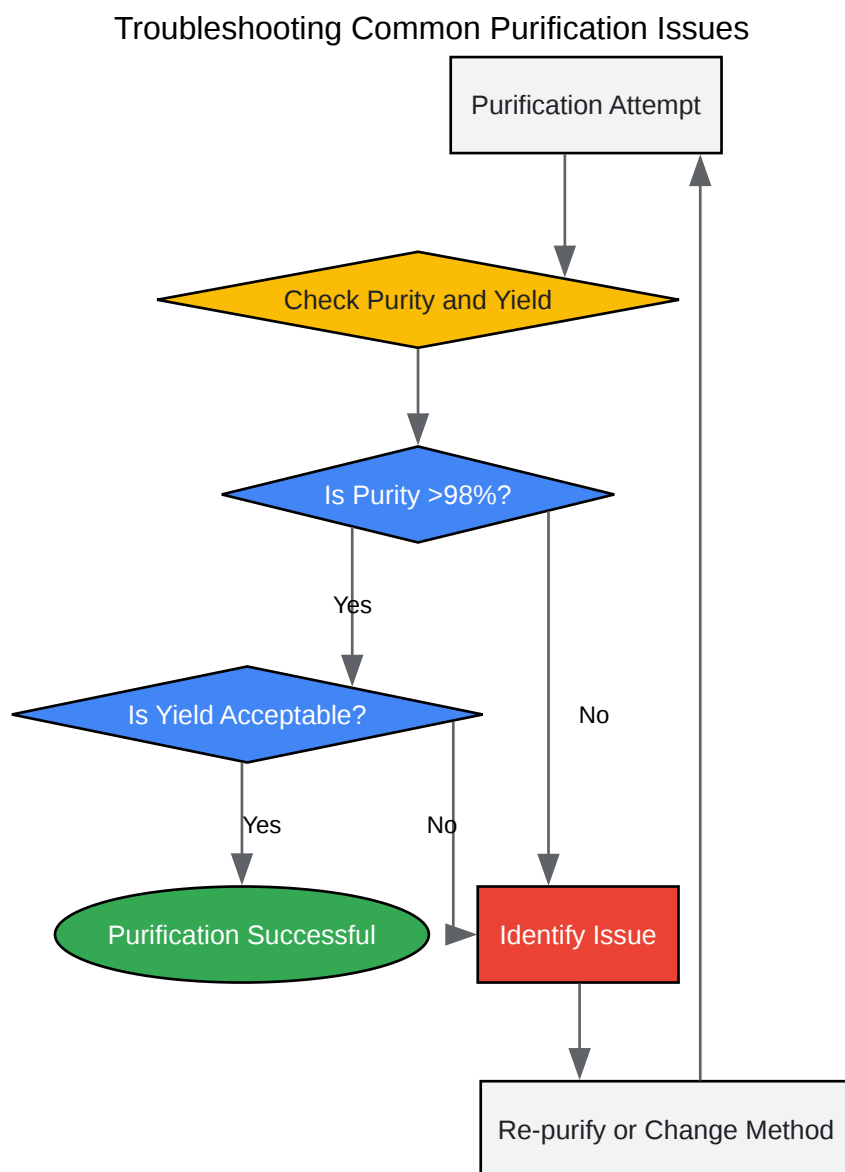 Troubleshooting Common Purification Issues
Purification Attempt
Check Purity and Yield
Is Purity >98%?
Yes
Is Yield Acceptable?
No
Yes
No
Purification Successful
Identify Issue
Re-purify or Change Method